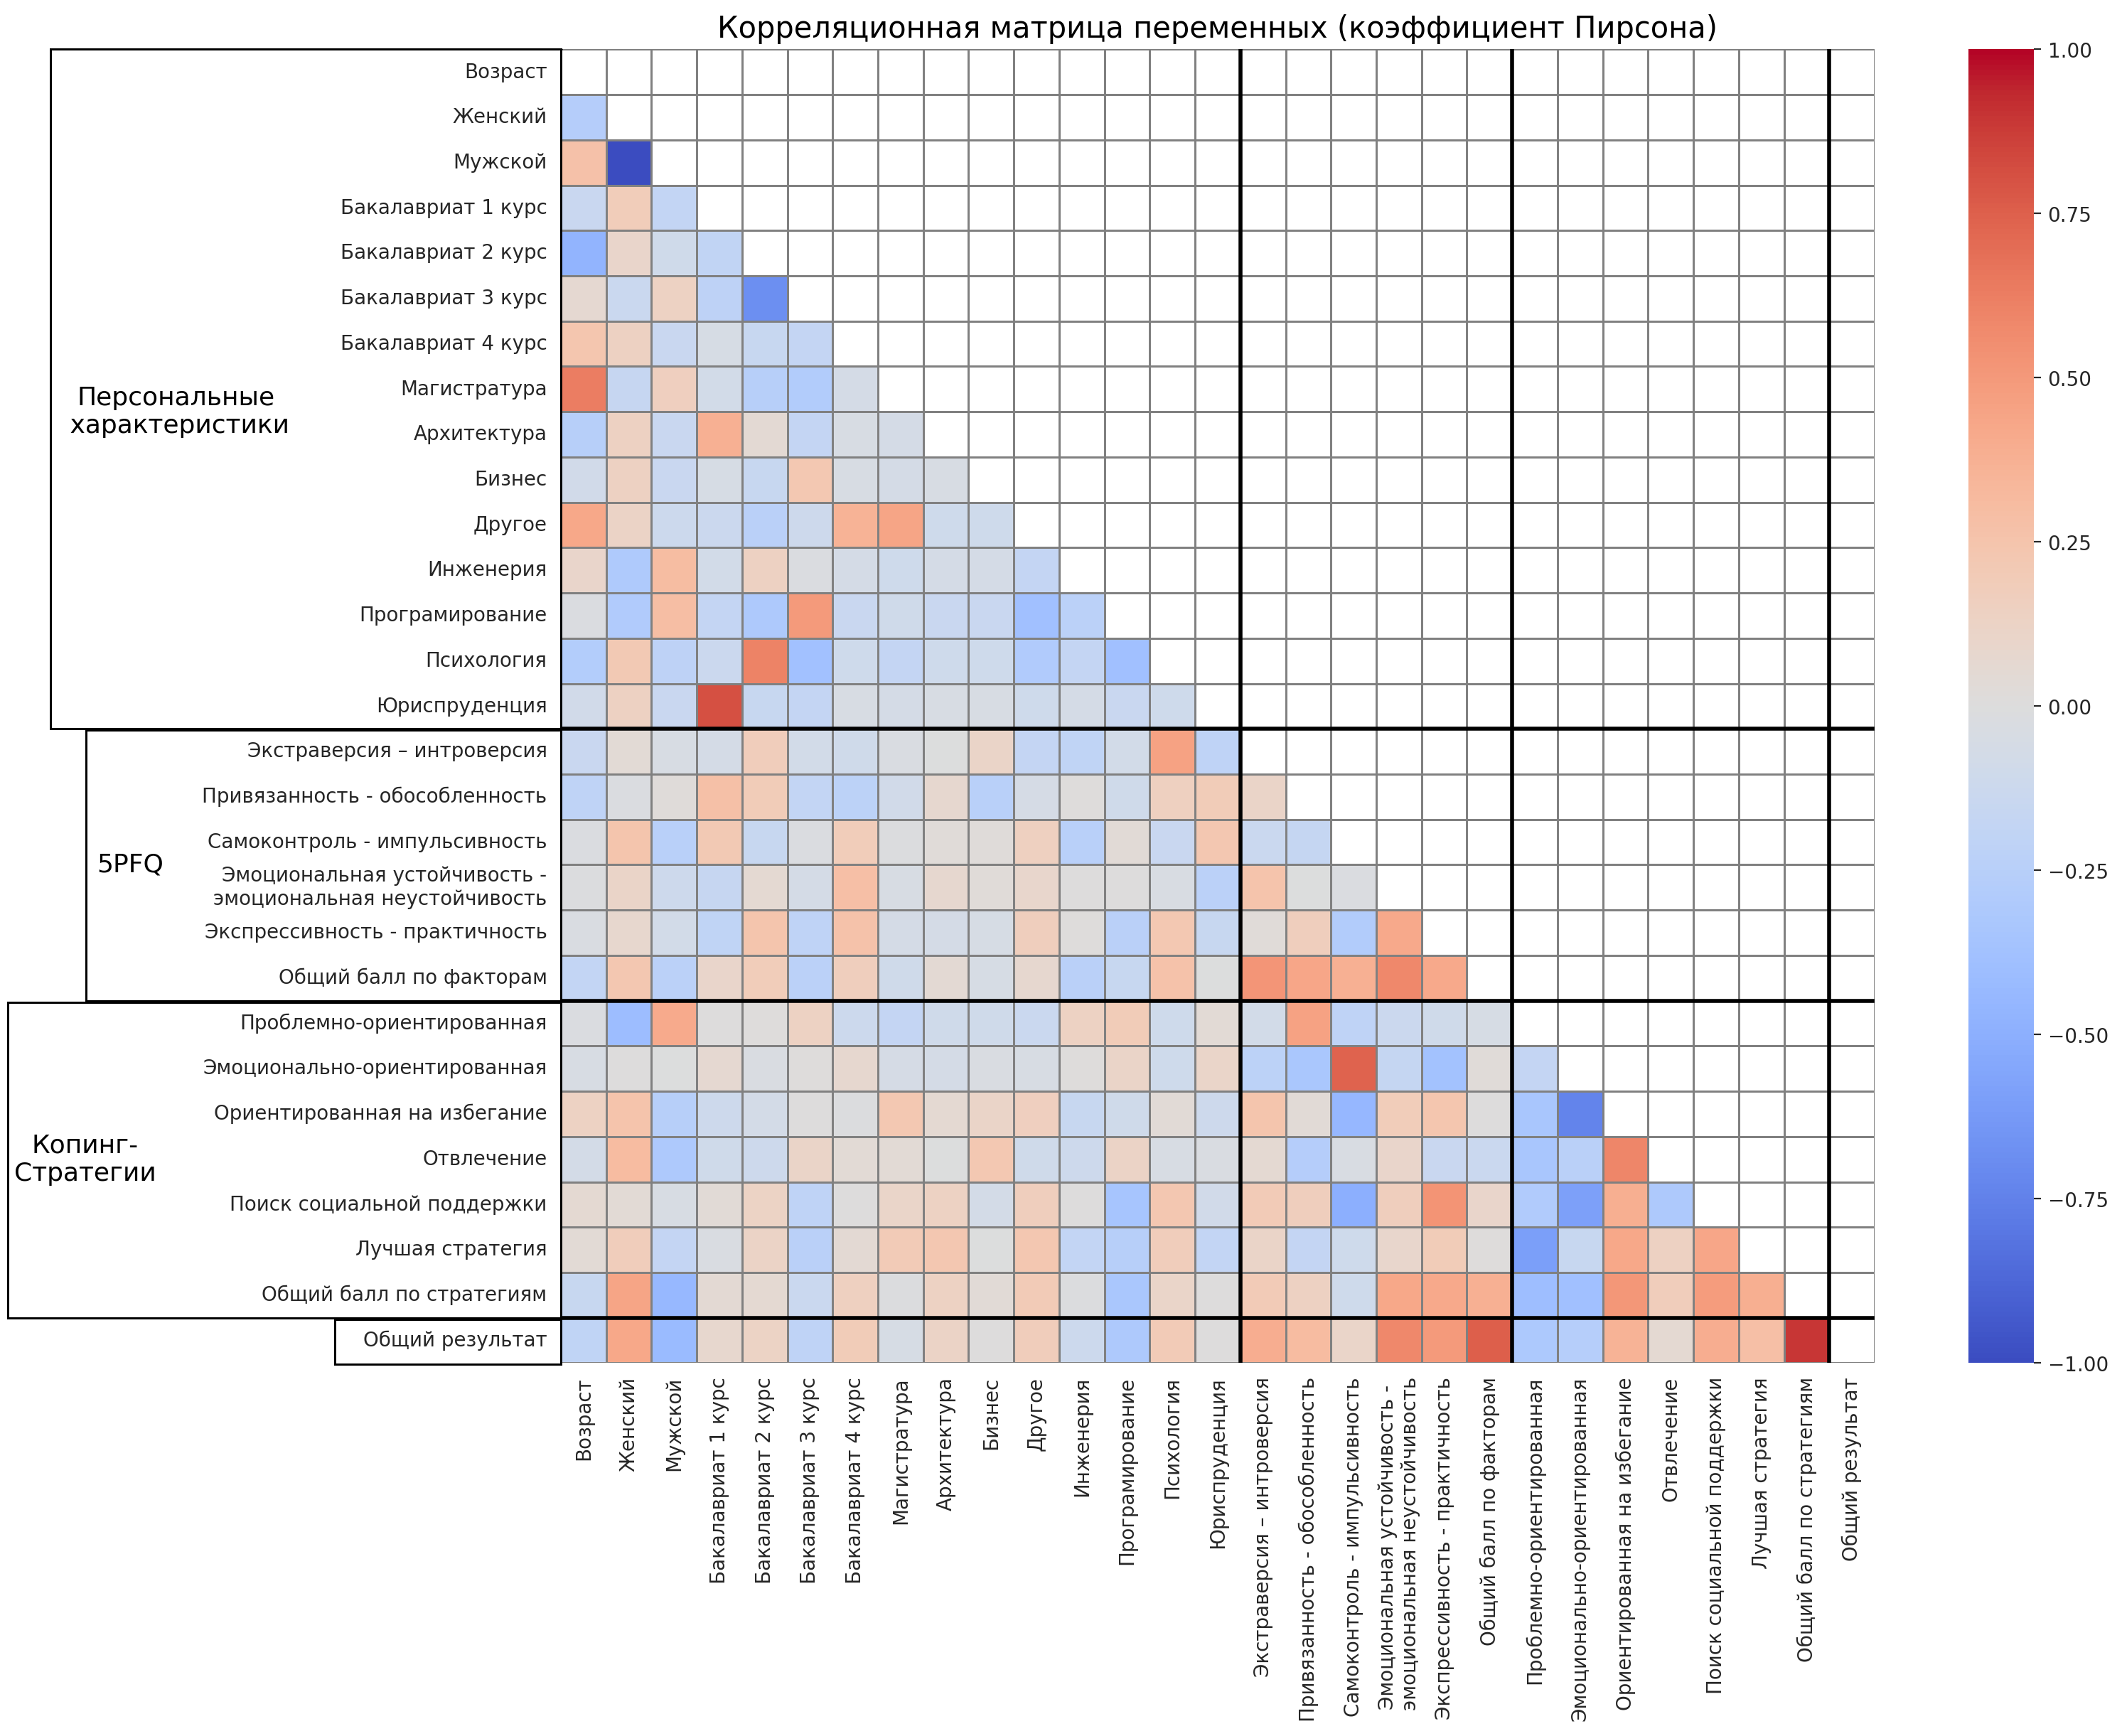 Корреляционная матрица переменных (коэффициент Пирсона)
Персональные
характеристики
Возраст
Женский
Мужской
Бакалавриат 1 курс
Бакалавриат 2 курс
Бакалавриат 3 курс
Бакалавриат 4 курс
Магистратура
Архитектура
Бизнес
Другое
Инженерия
Програмирование
Психология
Юриспруденция
5PFQ
Экстраверсия – интроверсия
Привязанность - обособленность
Самоконтроль - импульсивность
Эмоциональная устойчивость -
эмоциональная неустойчивость
Экспрессивность - практичность
Общий балл по факторам
Копинг-
Стратегии
Проблемно-ориентированная
Эмоционально-ориентированная
Ориентированная на избегание
Отвлечение
Поиск социальной поддержки
Лучшая стратегия
Общий балл по стратегиям
Общий результат
Возраст
Женский
Мужской
Бакалавриат 1 курс
Бакалавриат 2 курс
Бакалавриат 3 курс
Бакалавриат 4 курс
Магистратура
Архитектура
Бизнес
Другое
Инженерия
Програмирование
Психология
Юриспруденция
Экстраверсия – интроверсия
Привязанность - обособленность
Самоконтроль - импульсивность
Эмоциональная устойчивость -
эмоциональная неустойчивость
Экспрессивность - практичность
Общий балл по факторам
Проблемно-ориентированная
Эмоционально-ориентированная
Ориентированная на избегание
Отвлечение
Поиск социальной поддержки
Лучшая стратегия
Общий балл по стратегиям
Общий результат
1.00
0.75
0.50
0.25
0.00
−0.25
−0.50
−0.75
−1.00